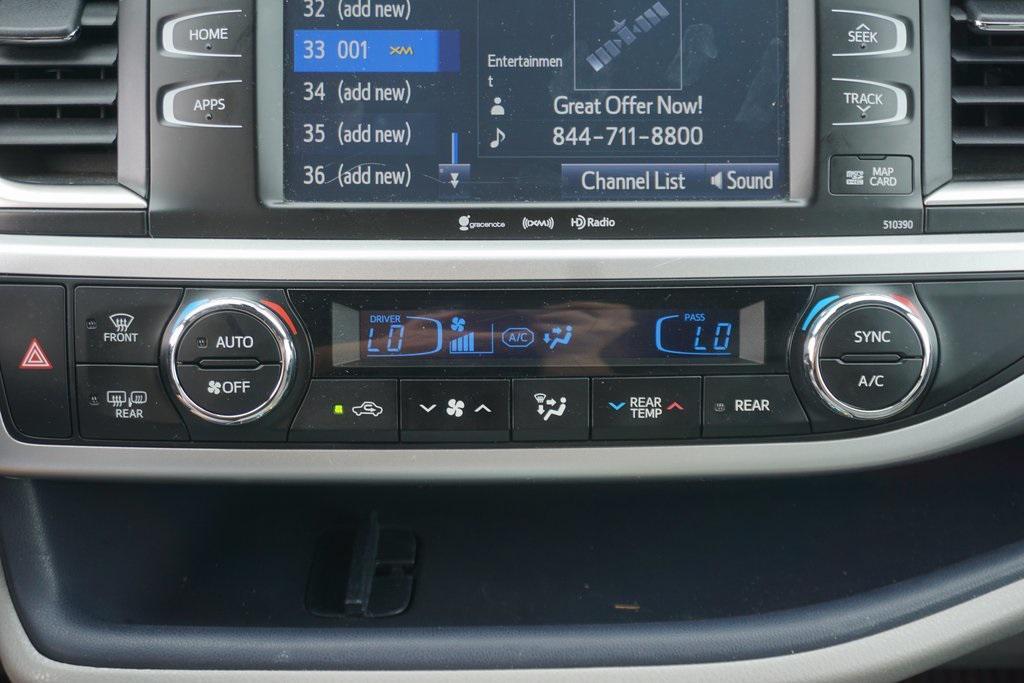 HOME
APPS
32 (add new)
33 001 XM
34 (add new)
35 (add new)
36 (add new)
Entertainmen
t
Great Offer Now!
844-711-8800
Channel List
Sound
SEEK
TRACK
MAP
CARD
gracenote
((XM))
HD Radio
510390
FRONT
REAR
AUTO
OFF
DRIVER
LO
A/C
PASS
LO
SYNC
A/C
REAR
TEMP
REAR